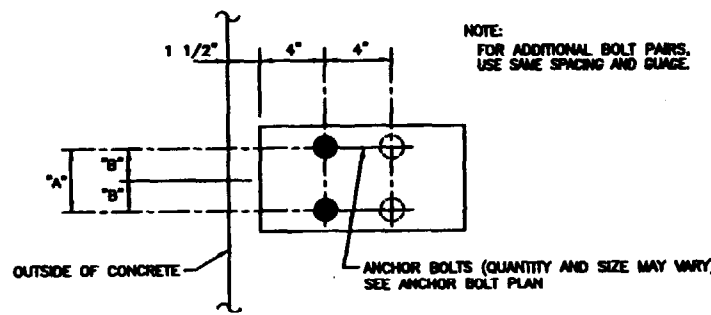 NOTE:
FOR ADDITIONAL BOLT PAIRS,
USE SAME SPACING AND GUAGE.
1 1/2" 4" 4"
"A"
"B"
"B"
OUTSIDE OF CONCRETE
ANCHOR BOLTS (QUANTITY AND SIZE MAY VARY)
SEE ANCHOR BOLT PLAN